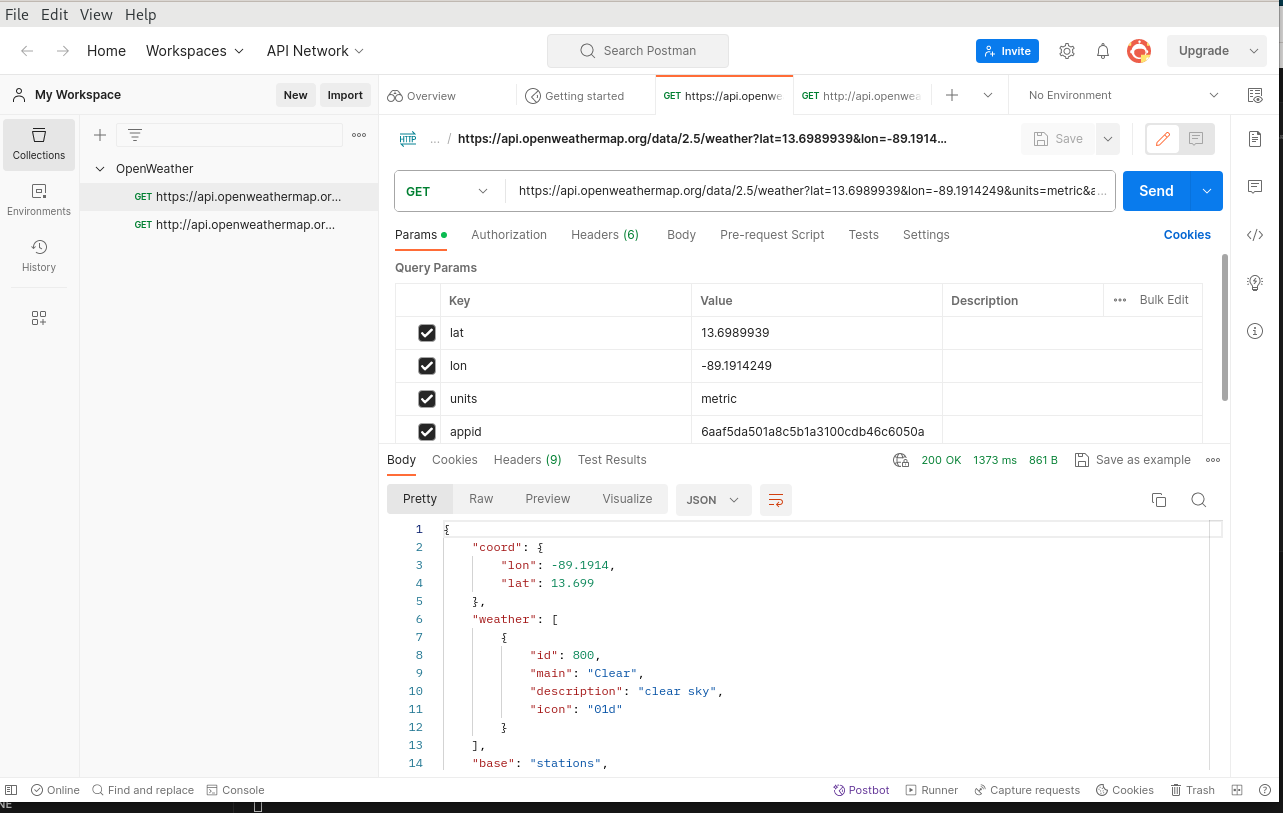 File Edit View Help
Home Workspaces API Network Search Postman Invite Upgrade
My Workspace New Import Overview Getting started GET https://api.openwe GET http://api.openwea No Environment
... / https://api.openweathermap.org/data/2.5/weather?lat=13.6989939&lon=-89.1914... Save
Collections
OpenWeather
GET https://api.openweathermap.or...
GET http://api.openweathermap.or...
Environments
History
GET https://api.openweathermap.org/data/2.5/weather?lat=13.6989939&lon=-89.1914249&units=metric&a... Send
Params Authorization Headers (6) Body Pre-request Script Tests Settings Cookies
Query Params
Key Value Description ... Bulk Edit
lat 13.6989939
lon -89.1914249
units metric
appid 6aaf5da501a8c5b1a3100cdb46c6050a
Body Cookies Headers (9) Test Results 200 OK 1373 ms 861 B Save as example
Pretty Raw Preview Visualize JSON
1 {
2 "coord": {
3 "lon": -89.1914,
4 "lat": 13.699
5 },
6 "weather": [
7 {
8 "id": 800,
9 "main": "Clear",
10 "description": "clear sky",
11 "icon": "01d"
12 }
13 ],
14 "base": "stations",
Online Find and replace Console Postbot Runner Capture requests Cookies Trash